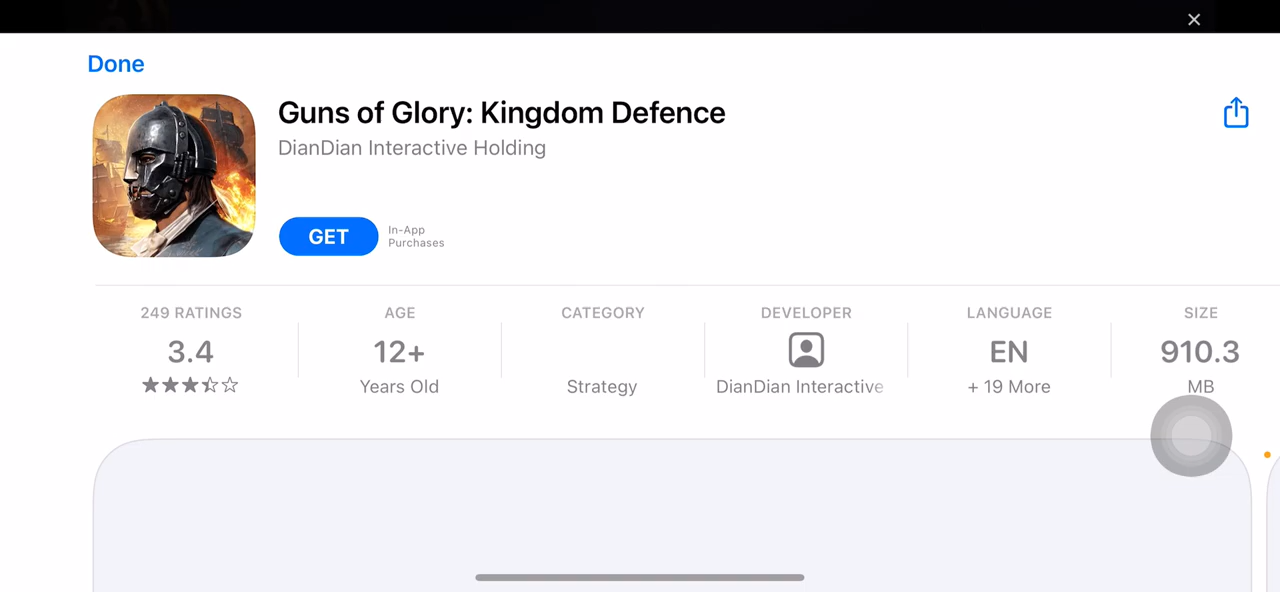 Done
Guns of Glory: Kingdom Defence
DianDian Interactive Holding
GET
In-App
Purchases
249 RATINGS
3.4
AGE
12+
Years Old
CATEGORY
Strategy
DEVELOPER
DianDian Interactive
LANGUAGE
EN
+ 19 More
SIZE
910.3
MB